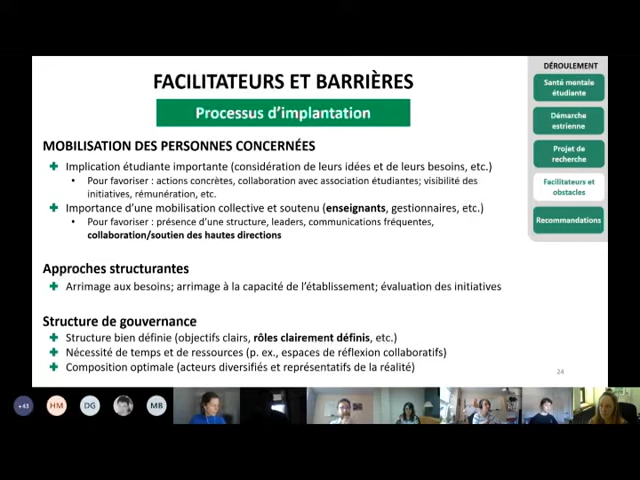 FACILITATEURS ET BARRIÈRES
Processus d'implantation
MOBILISATION DES PERSONNES CONCERNÉES
Implication étudiante importante (considération de leurs idées et de leurs besoins, etc.)
• Pour favoriser : actions concrètes, collaboration avec association étudiantes; visibilité des
initiatives, rémunération, etc.
Importance d'une mobilisation collective et soutenu (enseignants, gestionnaires, etc.)
• Pour favoriser : présence d'une structure, leaders, communications fréquentes,
collaboration/soutien des hautes directions
Approches structurantes
Arrimage aux besoins; arrimage à la capacité de l'établissement; évaluation des initiatives
Structure de gouvernance
Structure bien définie (objectifs clairs, rôles clairement définis, etc.)
Nécessité de temps et de ressources (p. ex., espaces de réflexion collaboratifs)
Composition optimale (acteurs diversifiés et représentatifs de la réalité)
24
DÉROULEMENT
Santé mentale
étudiante
Démarche
estrienne
Projet de
recherche
Facilitateurs et
obstacles
Recommandations
+43
HM
DG
MB